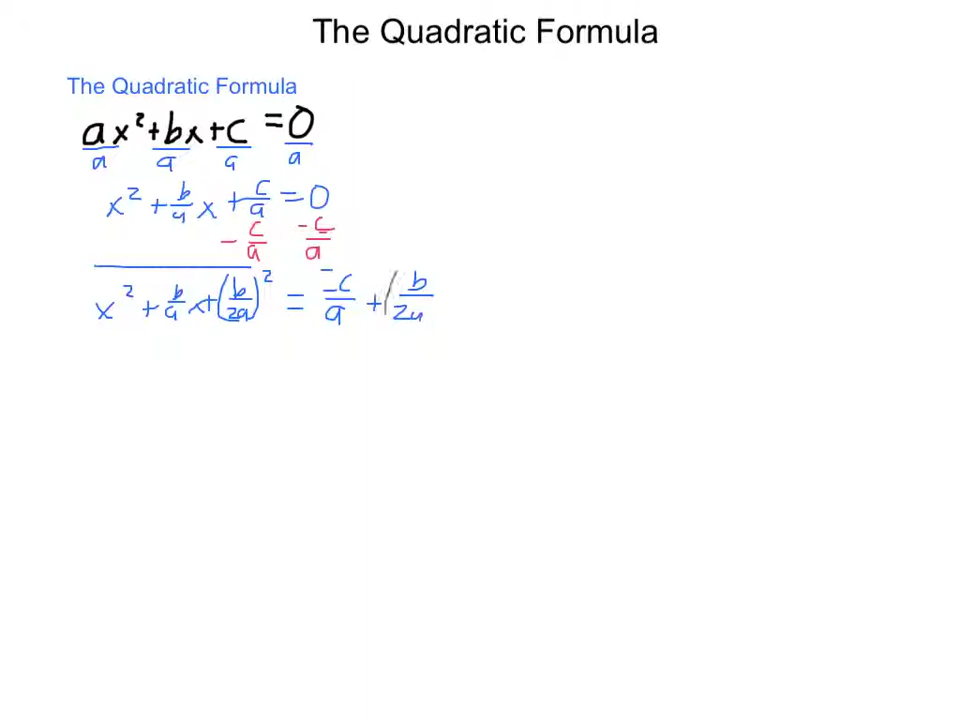 The Quadratic Formula
The Quadratic Formula
ax²+bx+c=0
a a a a
x² + b/a x + c/a = 0
- c/a -c/a
x² + b/a x + (b/2a)² = -c/a + (b/2a